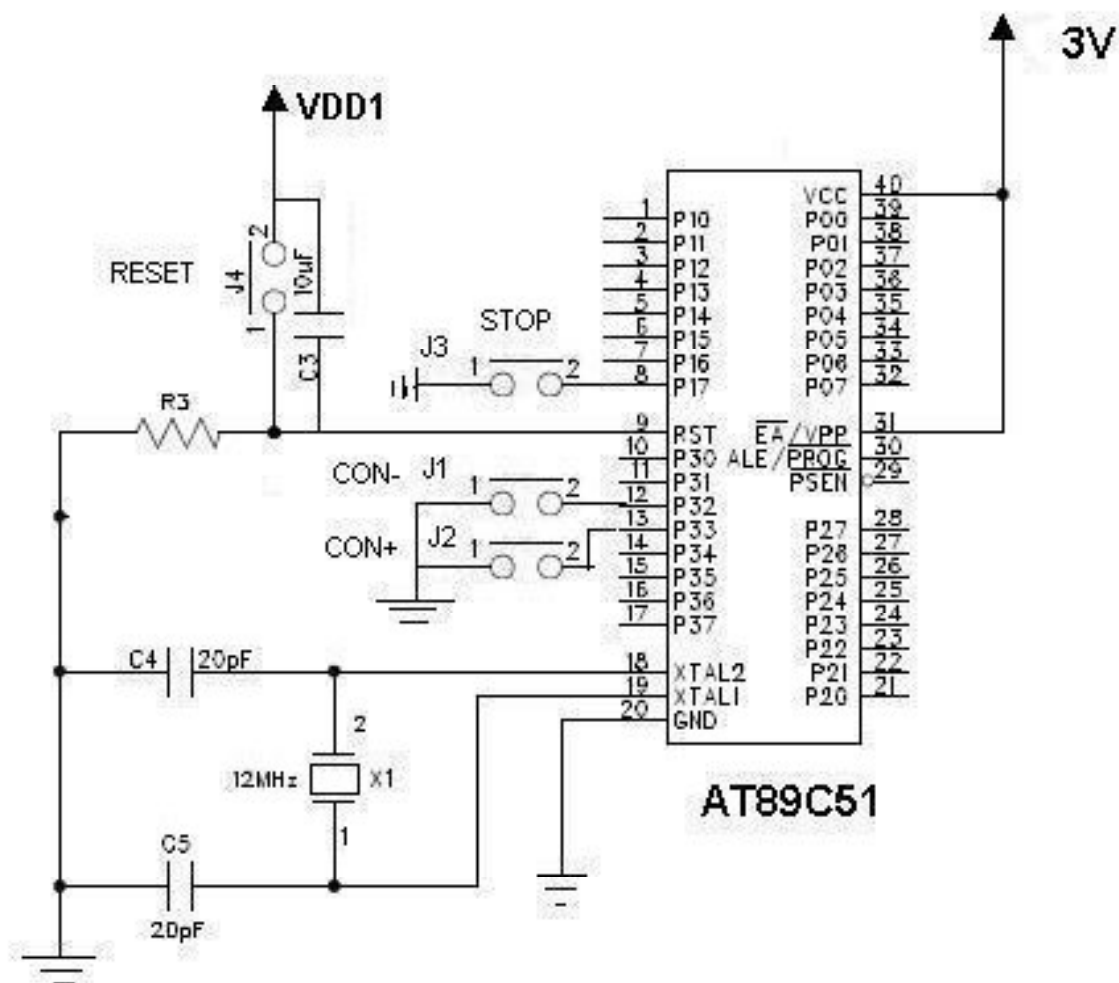 3V
VDD1
RESET
J4
2
1
10uF
C3
STOP
J3
1
2
R3
CON-
J1
1
2
CON+
J2
1
2
C4
20pF
2
12MHz
X1
1
C5
20pF
1 P10
2 P11
3 P12
4 P13
5 P14
6 P15
7 P16
8 P17
9 RST
10 P30
11 P31
12 P32
13 P33
14 P34
15 P35
16 P36
17 P37
18 XTAL2
19 XTAL1
20 GND
VCC 40
P00 39
P01 38
P02 37
P03 36
P04 35
P05 34
P06 33
P07 32
EA/VPP 31
ALE/PROG 30
PSEN 29
P27 28
P26 27
P25 26
P24 25
P23 24
P22 23
P21 22
P20 21
AT89C51